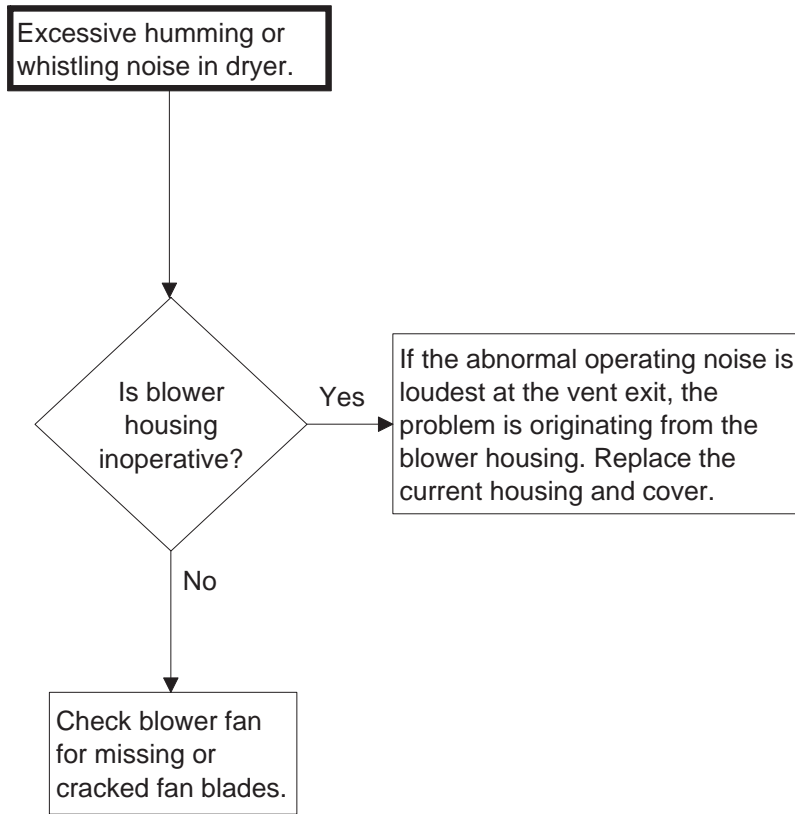 Excessive humming or
whistling noise in dryer.
Is blower
housing
inoperative?
Yes
If the abnormal operating noise is
loudest at the vent exit, the
problem is originating from the
blower housing. Replace the
current housing and cover.
No
Check blower fan
for missing or
cracked fan blades.